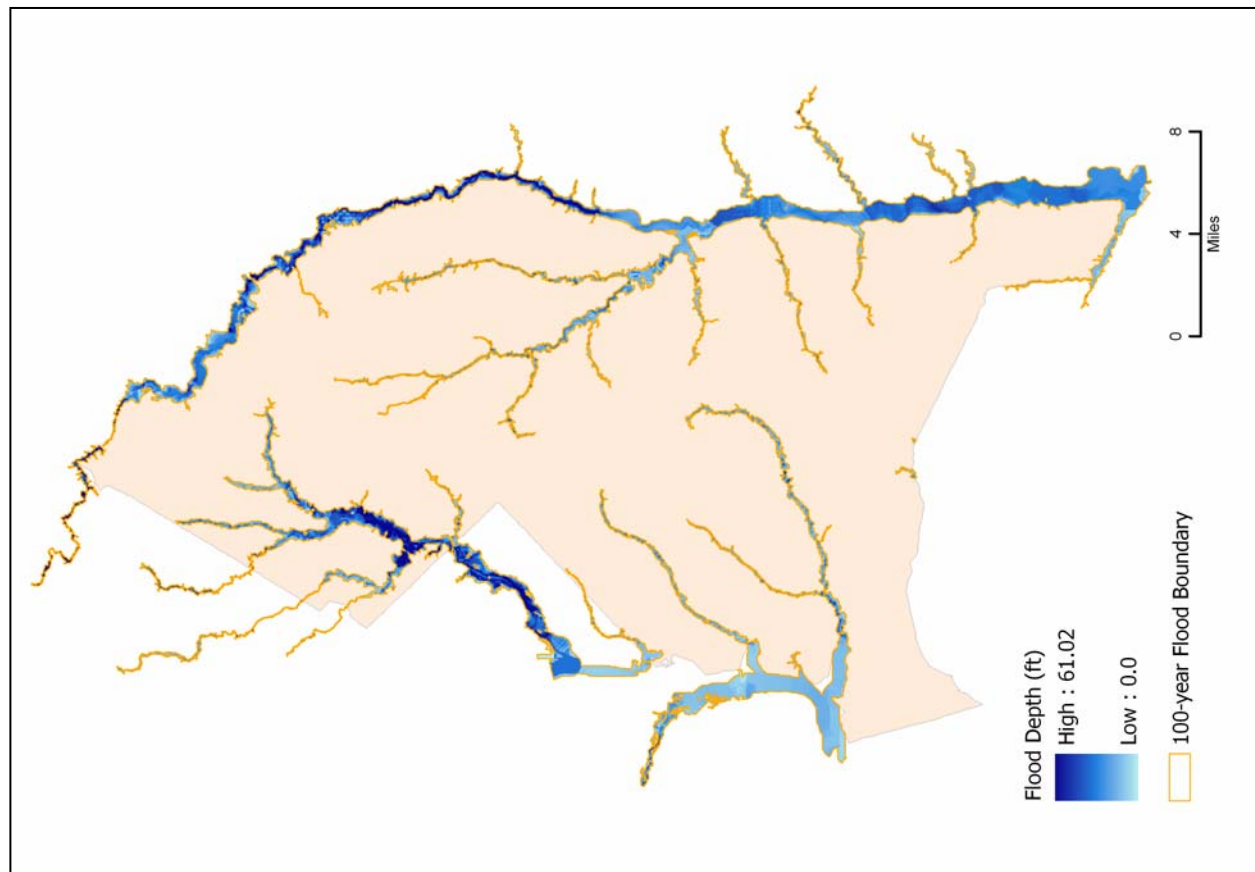 Flood Depth (ft)
High : 61.02
Low : 0.0
100-year Flood Boundary
0 4 8
Miles